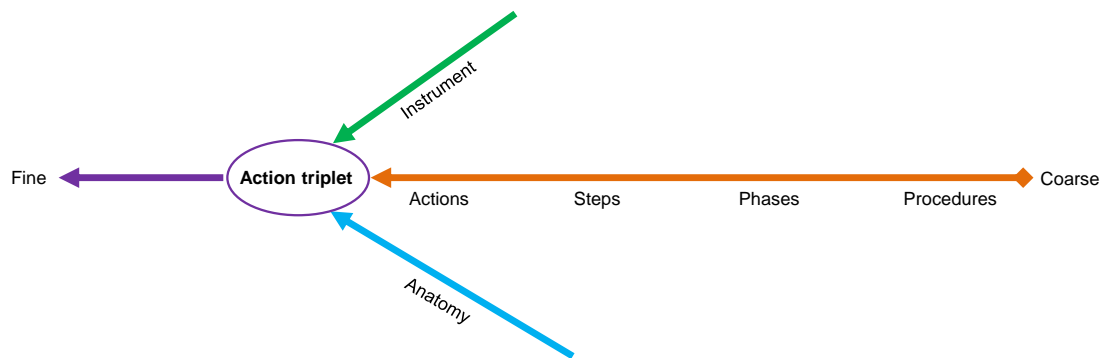 Instrument
Fine
Action triplet
Coarse
Actions
Steps
Phases
Procedures
Anatomy